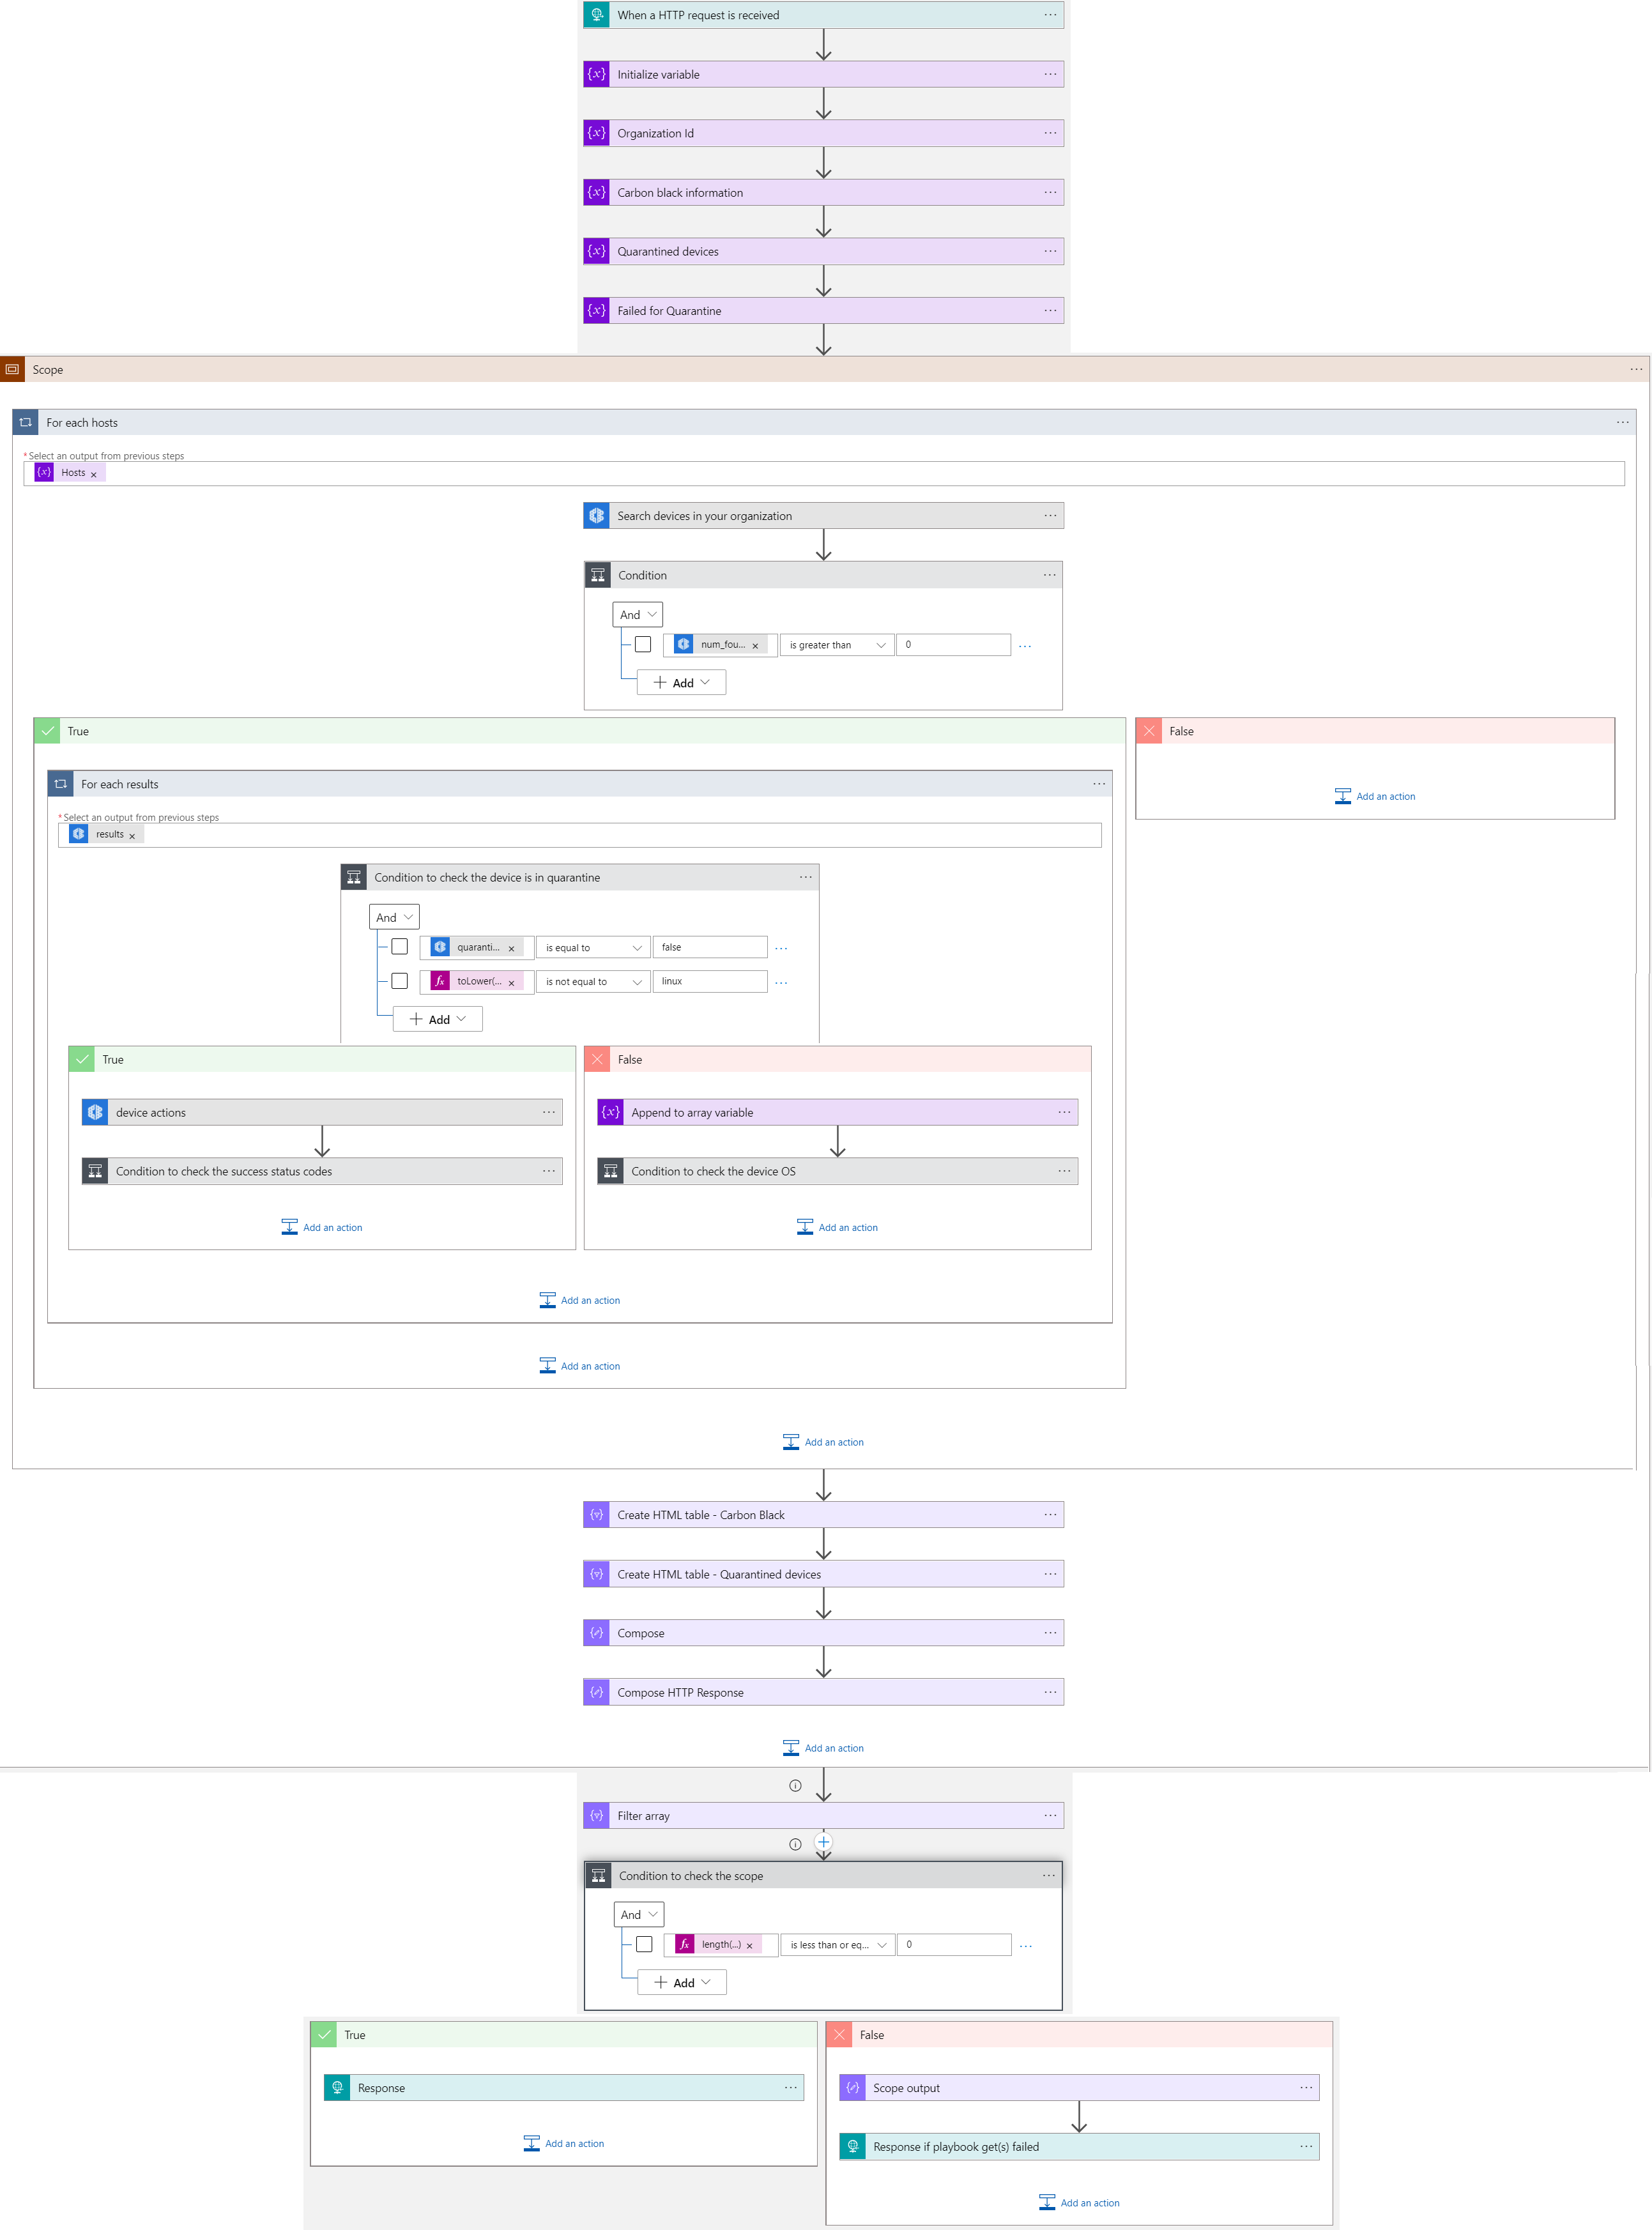 When a HTTP request is received
{x} Initialize variable
{x} Organization Id
{x} Carbon black information
{x} Quarantined devices
{x} Failed for Quarantine
Scope
For each hosts
*Select an output from previous steps
{x} Hosts ×
Search devices in your organization
Condition
And
num_fou... × is greater than 0 ...
+ Add
True
False
Add an action
For each results
*Select an output from previous steps
results ×
Condition to check the device is in quarantine
And
quaranti... × is equal to false ...
fx toLower(... × is not equal to linux ...
+ Add
True
False
device actions
{x} Append to array variable
Condition to check the success status codes
Condition to check the device OS
Add an action
Add an action
Add an action
Add an action
Add an action
Create HTML table - Carbon Black
Create HTML table - Quarantined devices
Compose
Compose HTTP Response
Add an action
Filter array
Condition to check the scope
And
fx length(...) × is less than or eq... 0 ...
+ Add
True
False
Response
Scope output
Add an action
Response if playbook get(s) failed
Add an action